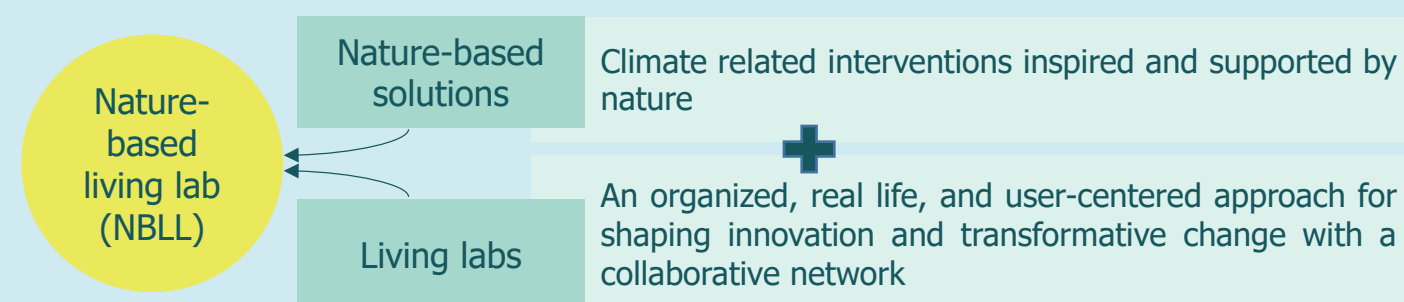 Nature-
based
living lab
(NBLL)
Nature-based
solutions
Climate related interventions inspired and supported by
nature
Living labs
An organized, real life, and user-centered approach for
shaping innovation and transformative change with a
collaborative network